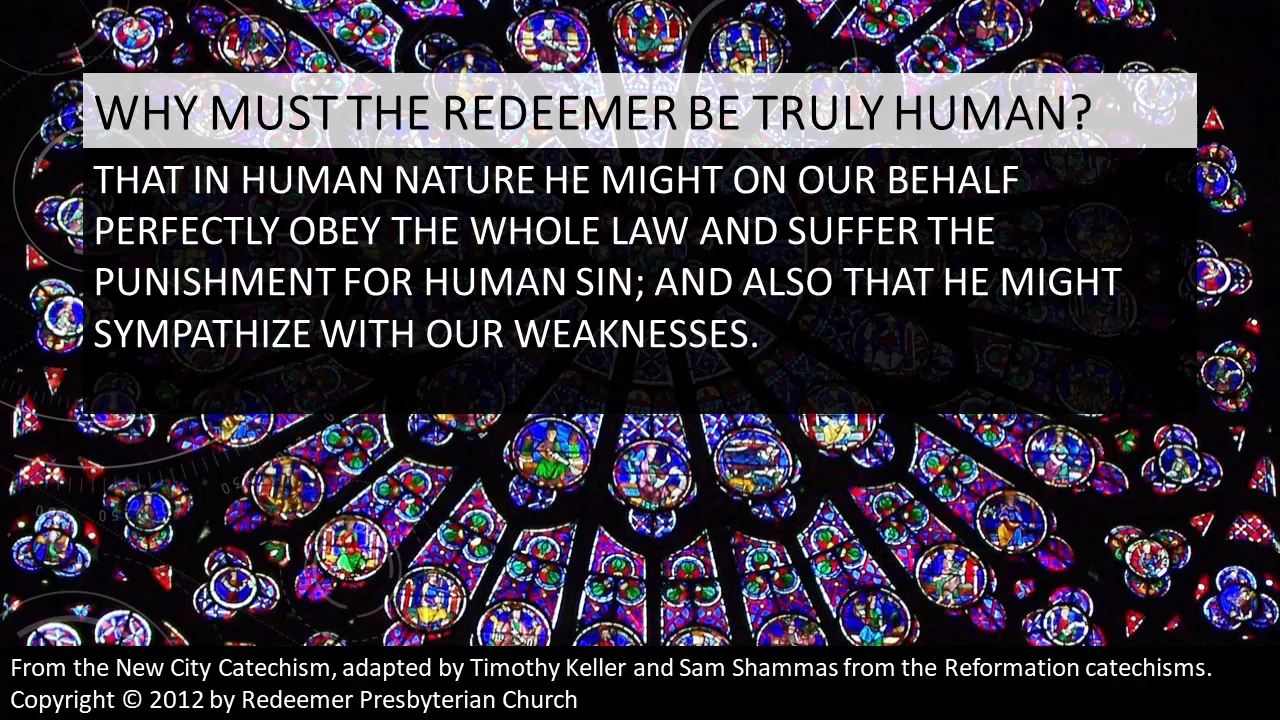 WHY MUST THE REDEEMER BE TRULY HUMAN?
THAT IN HUMAN NATURE HE MIGHT ON OUR BEHALF
PERFECTLY OBEY THE WHOLE LAW AND SUFFER THE
PUNISHMENT FOR HUMAN SIN; AND ALSO THAT HE MIGHT
SYMPATHIZE WITH OUR WEAKNESSES.
From the New City Catechism, adapted by Timothy Keller and Sam Shammas from the Reformation catechisms.
Copyright © 2012 by Redeemer Presbyterian Church